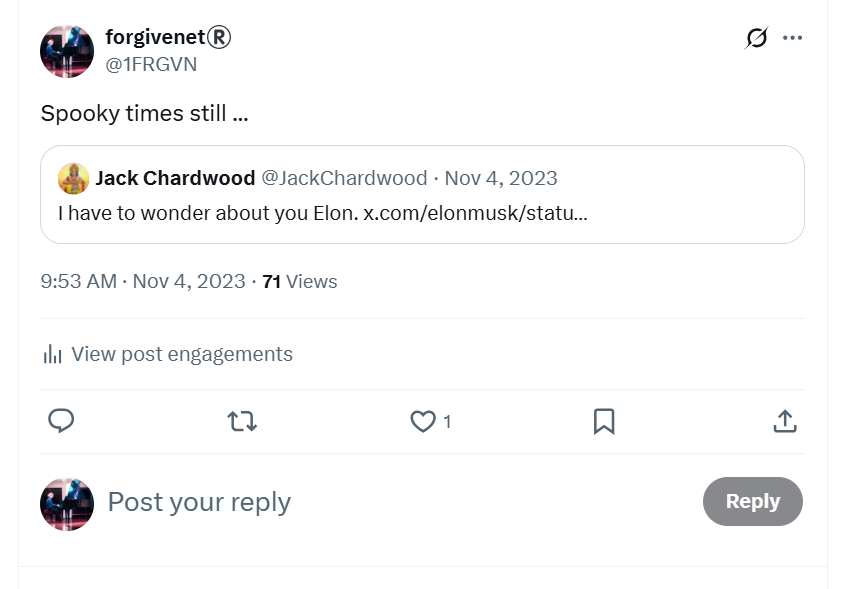 forgivenet®
@1FRGVN
Spooky times still ...
Jack Chardwood @JackChardwood · Nov 4, 2023
I have to wonder about you Elon. x.com/elonmusk/statu...
9:53 AM · Nov 4, 2023 · 71 Views
View post engagements
1
Post your reply
Reply